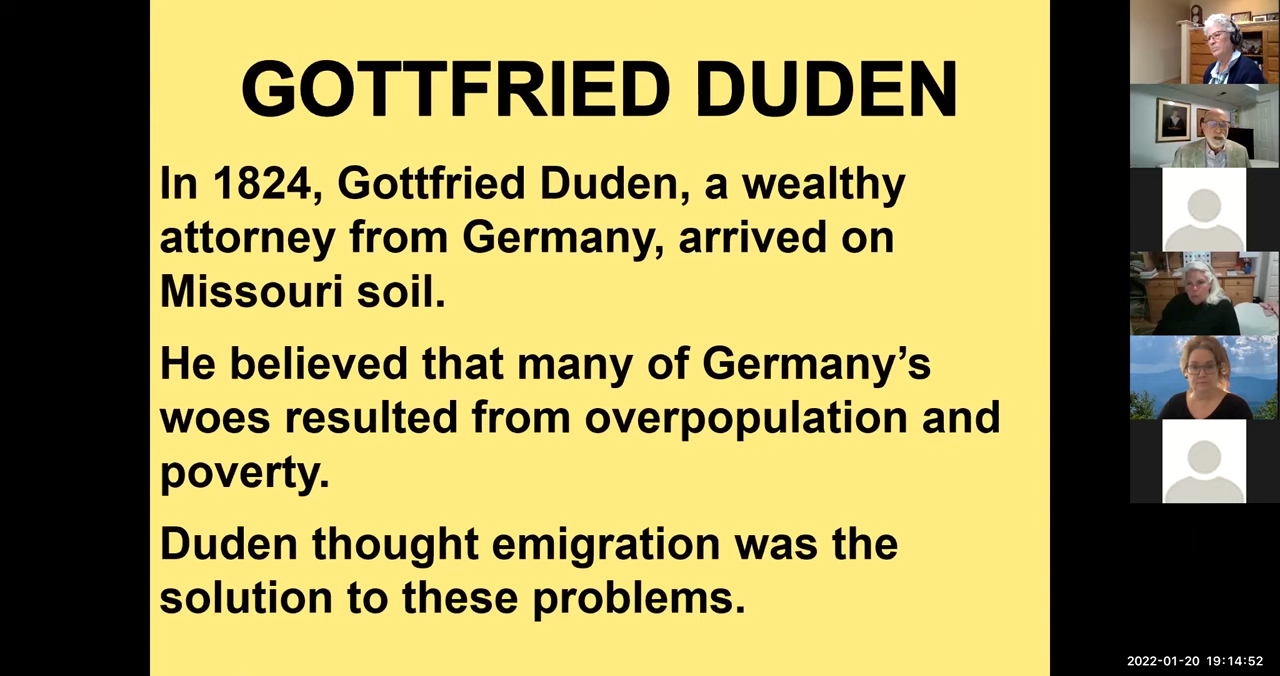 GOTTFRIED DUDEN
In 1824, Gottfried Duden, a wealthy
attorney from Germany, arrived on
Missouri soil.
He believed that many of Germany’s
woes resulted from overpopulation and
poverty.
Duden thought emigration was the
solution to these problems.
2022-01-20 19:14:52